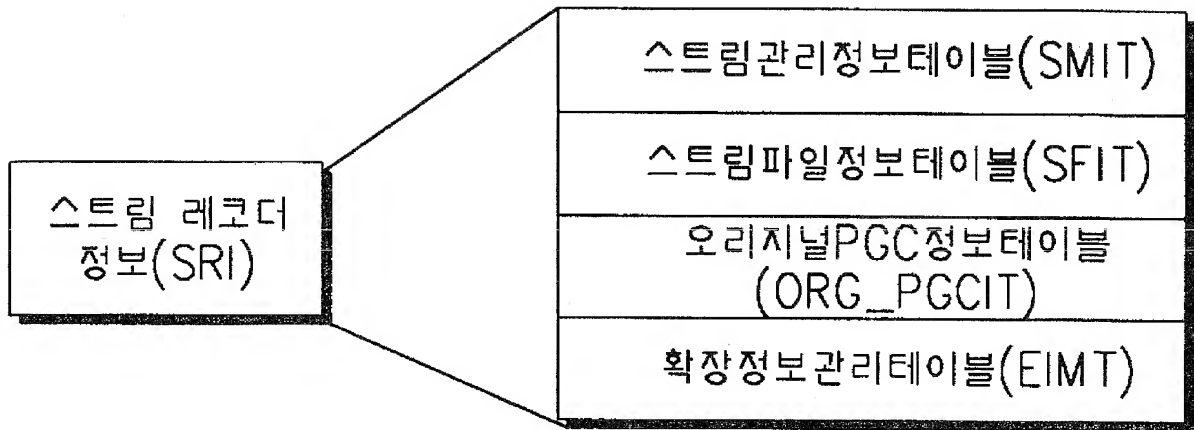 스트림 레코더
정보(SRI)
스트림관리정보테이블(SMIT)
스트림파일정보테이블(SFIT)
오리지널PGC정보테이블
(ORG_PGCIT)
확장정보관리테이블(EIMT)